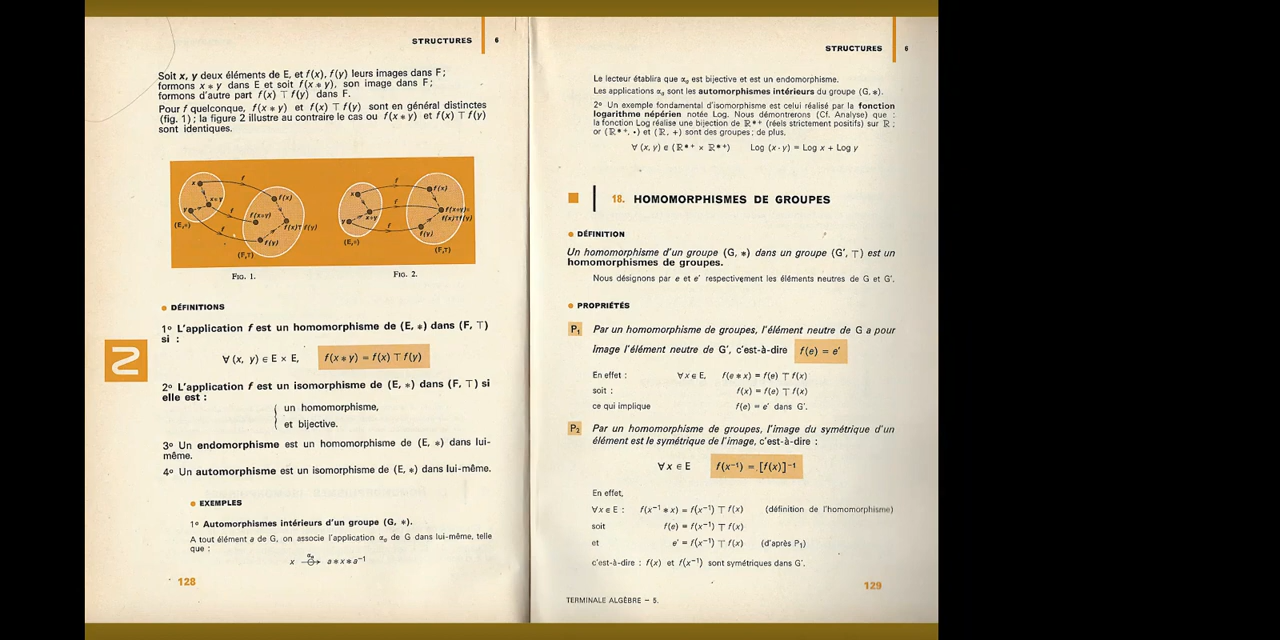 STRUCTURES 6
Soit x, y deux éléments de E, et f(x), f(y) leurs images dans F ;
formons x * y dans E et soit f(x * y), son image dans F ;
formons d'autre part f(x) ⊤ f(y) dans F.
Pour f quelconque, f(x * y) et f(x) ⊤ f(y) sont en général distinctes
(fig. 1) ; la figure 2 illustre au contraire le cas ou f(x * y) et f(x) ⊤ f(y)
sont identiques.
x f f(x)
x*y
y f f(x*y) f(x)⊤f(y)
(E,*) f f(y)
(F,⊤)
x f f(x)
x*y f(x*y)=
y f f(x)⊤f(y)
f(y)
(E,*)
(F,⊤)
FIG. 1. FIG. 2.
DÉFINITIONS
1º L'application f est un homomorphisme de (E, *) dans (F, ⊤)
si :
∀ (x, y) ∈ E × E, f(x * y) = f(x) ⊤ f(y)
2
2º L'application f est un isomorphisme de (E, *) dans (F, ⊤) si
elle est :
un homomorphisme,
et bijective.
3º Un endomorphisme est un homomorphisme de (E, *) dans lui-
même.
4º Un automorphisme est un isomorphisme de (E, *) dans lui-même.
EXEMPLES
1º Automorphismes intérieurs d'un groupe (G, *).
A tout élément a de G, on associe l'application αₐ de G dans lui-même, telle
que :
x αₐ→ a * x * a⁻¹
128
STRUCTURES 6
Le lecteur établira que αₐ est bijective et est un endomorphisme.
Les applications αₐ sont les automorphismes intérieurs du groupe (G, *).
2º Un exemple fondamental d'isomorphisme est celui réalisé par la fonction
logarithme népérien notée Log. Nous démontrerons (Cf. Analyse) que :
la fonction Log réalise une bijection de ℝ*⁺ (réels strictement positifs) sur ℝ ;
or (ℝ*⁺, ·) et (ℝ, +) sont des groupes ; de plus,
∀ (x, y) ∈ (ℝ*⁺ × ℝ*⁺) Log (x · y) = Log x + Log y
18. HOMOMORPHISMES DE GROUPES
DÉFINITION
Un homomorphisme d'un groupe (G, *) dans un groupe (G', ⊤) est un
homomorphismes de groupes.
Nous désignons par e et e' respectivement les éléments neutres de G et G'.
PROPRIÉTÉS
P₁ Par un homomorphisme de groupes, l'élément neutre de G a pour
image l'élément neutre de G', c'est-à-dire f(e) = e'
En effet : ∀x ∈ E, f(e * x) = f(e) ⊤ f(x)
soit : f(x) = f(e) ⊤ f(x)
ce qui implique f(e) = e' dans G'.
P₂ Par un homomorphisme de groupes, l'image du symétrique d'un
élément est le symétrique de l'image, c'est-à-dire :
∀x ∈ E f(x⁻¹) = [f(x)]⁻¹
En effet,
∀x ∈ E : f(x⁻¹ * x) = f(x⁻¹) ⊤ f(x) (définition de l'homomorphisme)
soit f(e) = f(x⁻¹) ⊤ f(x)
et e' = f(x⁻¹) ⊤ f(x) (d'après P₁)
c'est-à-dire : f(x) et f(x⁻¹) sont symétriques dans G'.
129
TERMINALE ALGÈBRE – 5.